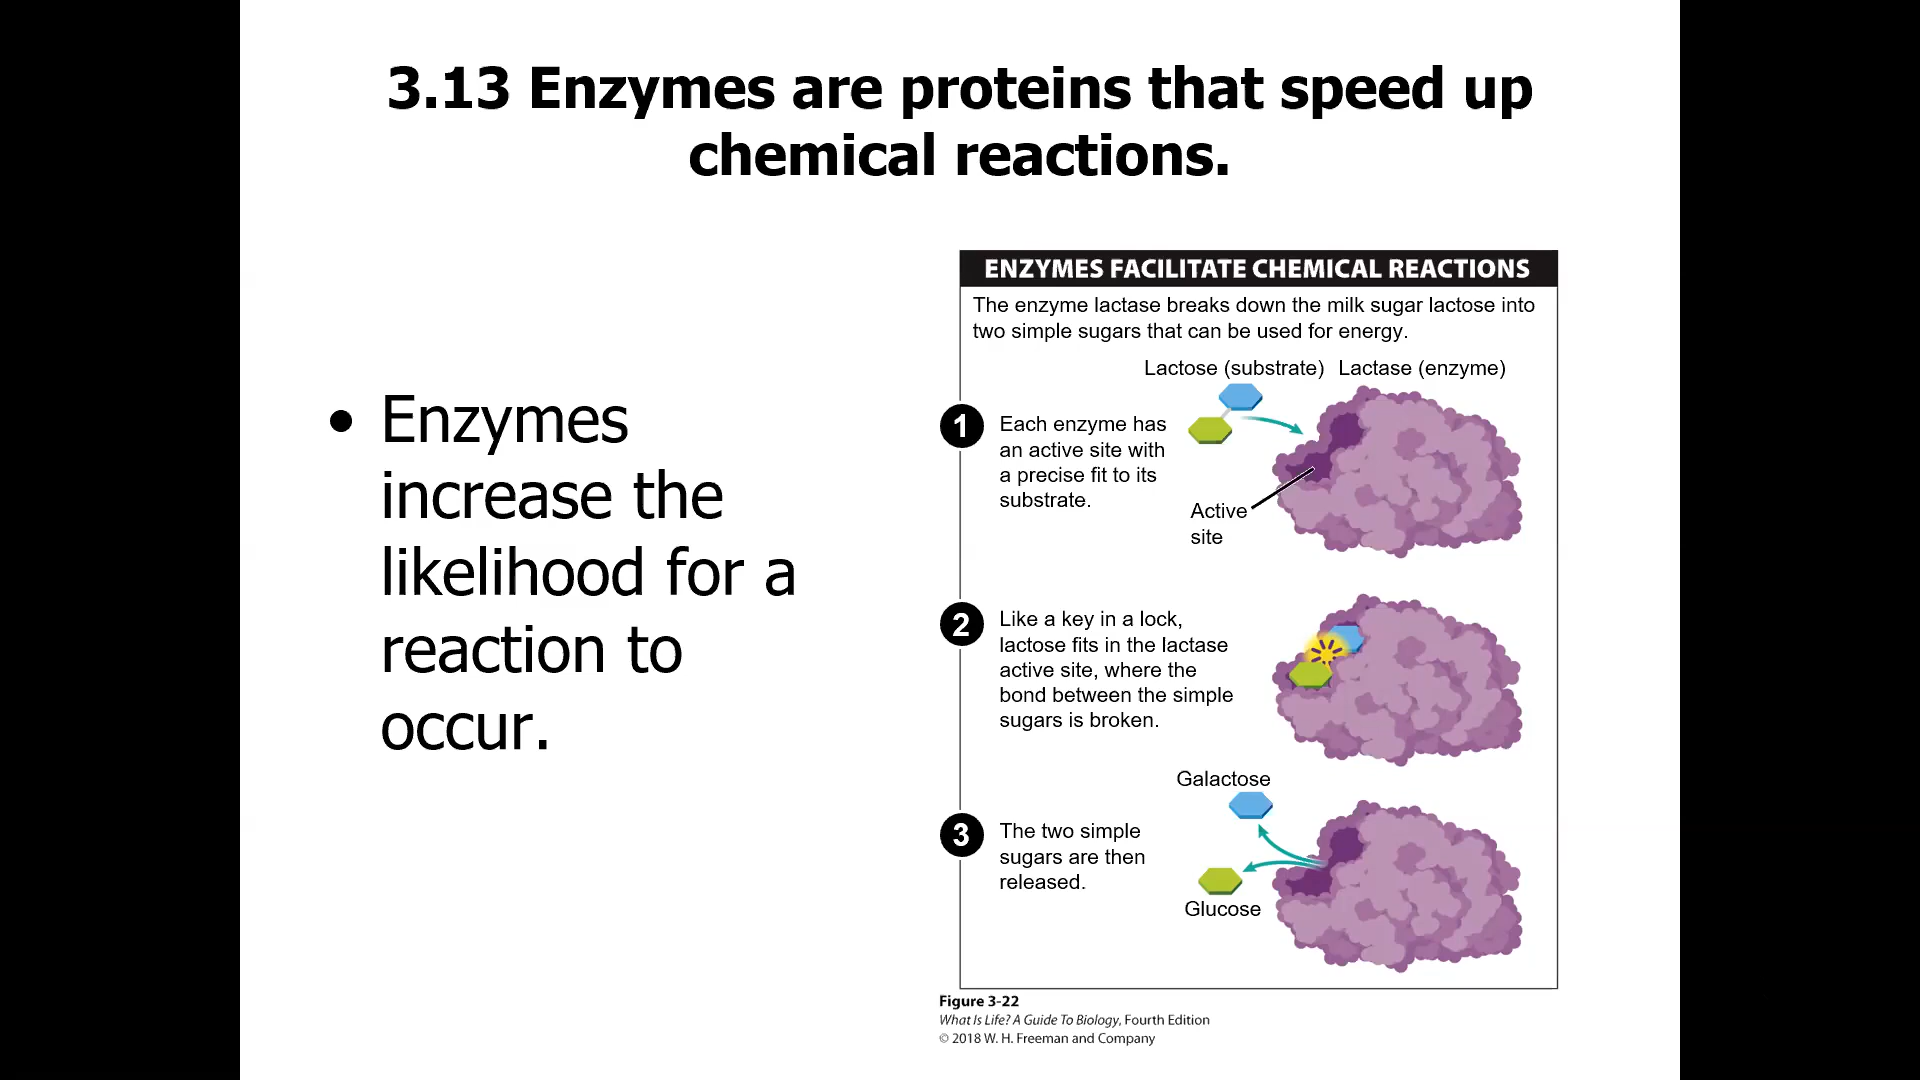 3.13 Enzymes are proteins that speed up
chemical reactions.
• Enzymes
increase the
likelihood for a
reaction to
occur.
ENZYMES FACILITATE CHEMICAL REACTIONS
The enzyme lactase breaks down the milk sugar lactose into
two simple sugars that can be used for energy.
Lactose (substrate) Lactase (enzyme)
1 Each enzyme has
an active site with
a precise fit to its
substrate.
Active
site
2 Like a key in a lock,
lactose fits in the lactase
active site, where the
bond between the simple
sugars is broken.
Galactose
3 The two simple
sugars are then
released.
Glucose
Figure 3-22
What Is Life? A Guide To Biology, Fourth Edition
© 2018 W. H. Freeman and Company